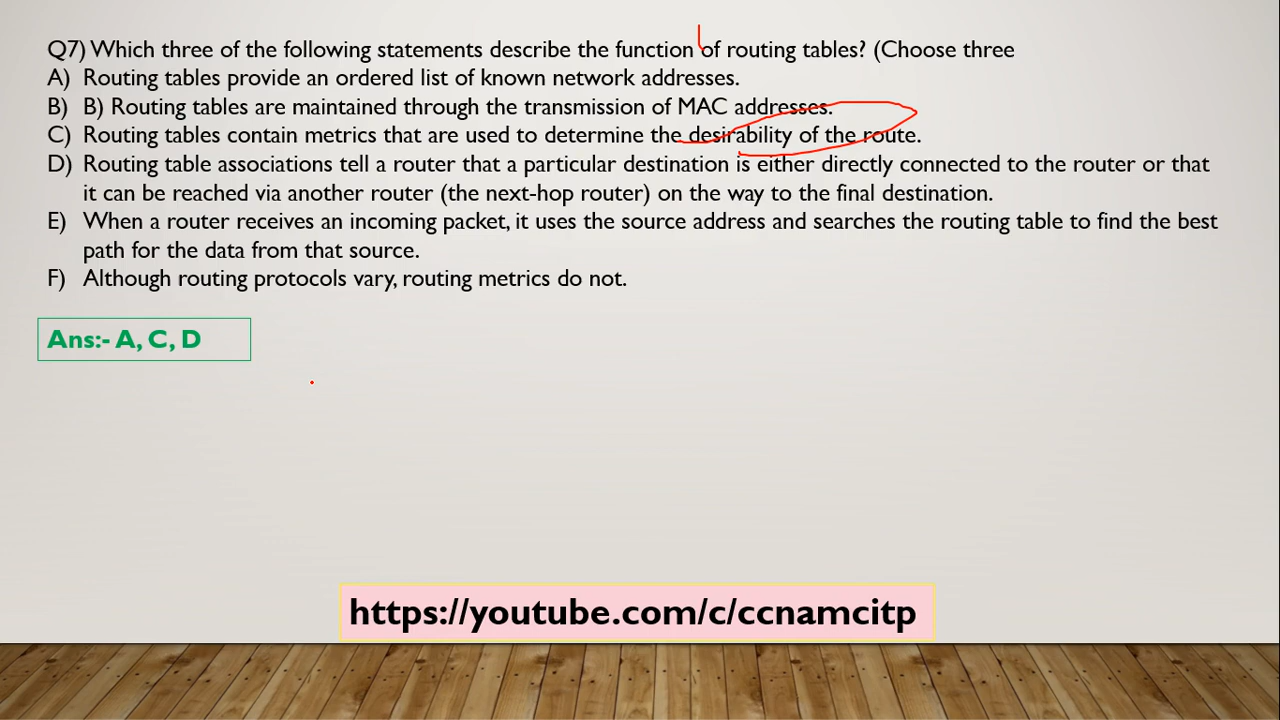 Q7) Which three of the following statements describe the function of routing tables? (Choose three
A) Routing tables provide an ordered list of known network addresses.
B) B) Routing tables are maintained through the transmission of MAC addresses.
C) Routing tables contain metrics that are used to determine the desirability of the route.
D) Routing table associations tell a router that a particular destination is either directly connected to the router or that
it can be reached via another router (the next-hop router) on the way to the final destination.
E) When a router receives an incoming packet, it uses the source address and searches the routing table to find the best
path for the data from that source.
F) Although routing protocols vary, routing metrics do not.
Ans:- A, C, D
https://youtube.com/c/ccnamcitp